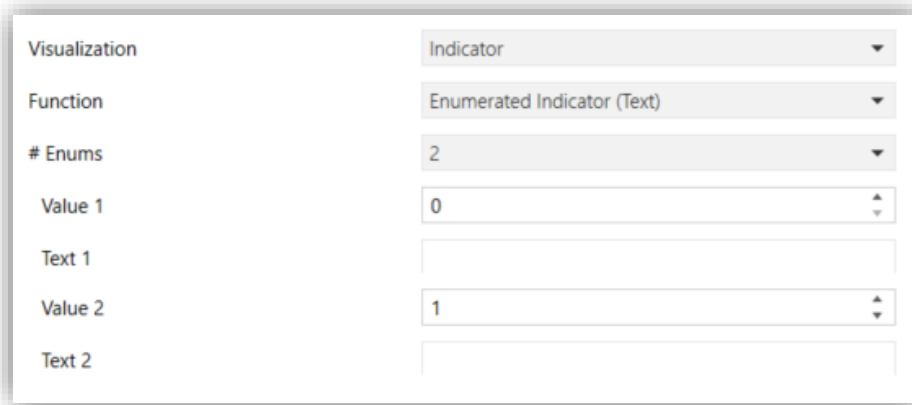 Visualization Indicator
Function Enumerated Indicator (Text)
# Enums 2
Value 1 0
Text 1
Value 2 1
Text 2